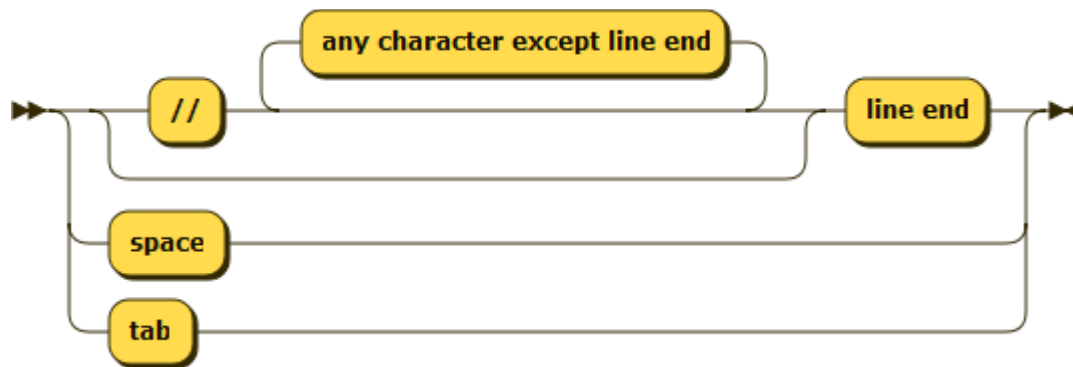 any character except line end
//
line end
space
tab